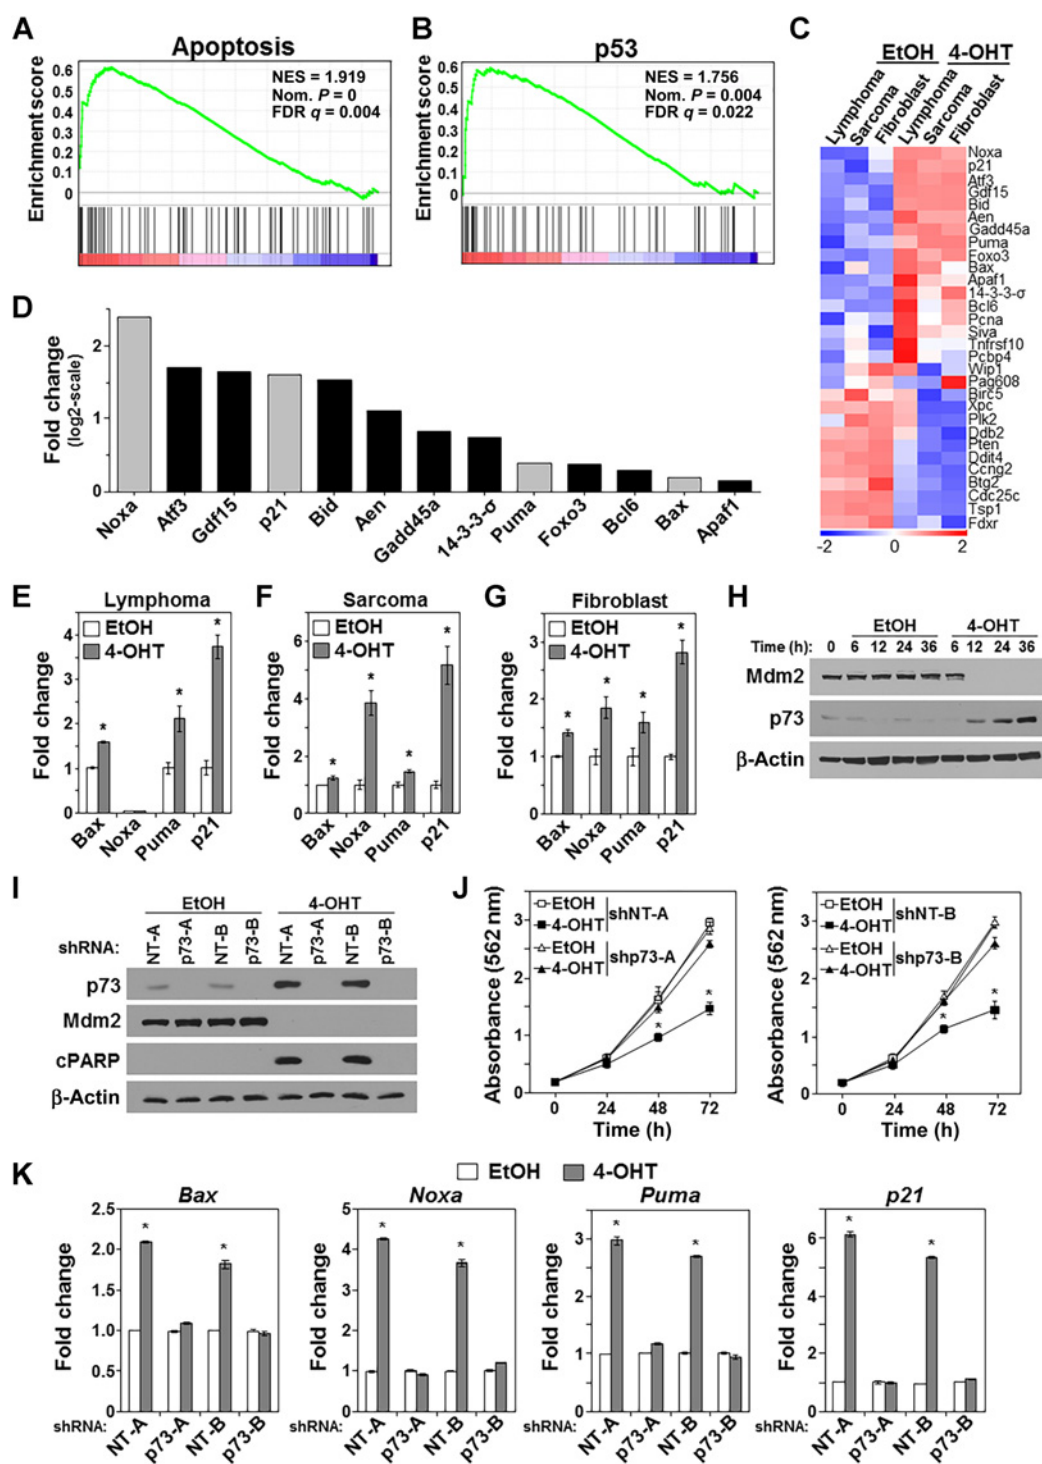 A
Apoptosis
Enrichment score
0.6
0.5
0.4
0.3
0.2
0.1
0
NES = 1.919
Nom. P = 0
FDR q = 0.004
B
p53
Enrichment score
0.6
0.5
0.4
0.3
0.2
0.1
0
NES = 1.756
Nom. P = 0.004
FDR q = 0.022
C
EtOH 4-OHT
Lymphoma
Sarcoma
Fibroblast
Lymphoma
Sarcoma
Fibroblast
Noxa
p21
Atf3
Gdf15
Bid
Aen
Gadd45a
Puma
Foxo3
Bax
Apaf1
14-3-3-σ
Bcl6
Pcna
Siva
Tnfrsf10
Pcbp4
Wip1
Pag608
Birc5
Xpc
Plk2
Ddb2
Pten
Ddit4
Ccng2
Btg2
Cdc25c
Tsp1
Fdxr
-2 0 2
D
Fold change
(log2-scale)
2
1
0
Noxa
Atf3
Gdf15
p21
Bid
Aen
Gadd45a
14-3-3-σ
Puma
Foxo3
Bcl6
Bax
Apaf1
E
Lymphoma
EtOH
4-OHT
Fold change
4
3
2
1
0
* * *
Bax
Noxa
Puma
p21
F
Sarcoma
EtOH
4-OHT
Fold change
6
4
2
0
* * * *
Bax
Noxa
Puma
p21
G
Fibroblast
EtOH
4-OHT
Fold change
3
2
1
0
* * * *
Bax
Noxa
Puma
p21
H
EtOH 4-OHT
Time (h): 0 6 12 24 36 6 12 24 36
Mdm2
p73
β-Actin
I
EtOH 4-OHT
shRNA: NT-A p73-A NT-B p73-B NT-A p73-A NT-B p73-B
p73
Mdm2
cPARP
β-Actin
J
Absorbance (562 nm)
3
2
1
0
EtOH
4-OHT
shNT-A
EtOH
4-OHT
shp73-A
* *
0 24 48 72
Time (h)
Absorbance (562 nm)
3
2
1
0
EtOH
4-OHT
shNT-B
EtOH
4-OHT
shp73-B
* *
0 24 48 72
Time (h)
K
EtOH 4-OHT
Bax
Fold change
2.5
2.0
1.5
1.0
0.5
0.0
* *
shRNA: NT-A p73-A NT-B p73-B
Noxa
Fold change
5
4
3
2
1
0
* *
shRNA: NT-A p73-A NT-B p73-B
Puma
Fold change
3
2
1
0
* *
shRNA: NT-A p73-A NT-B p73-B
p21
Fold change
6
4
2
0
* *
shRNA: NT-A p73-A NT-B p73-B